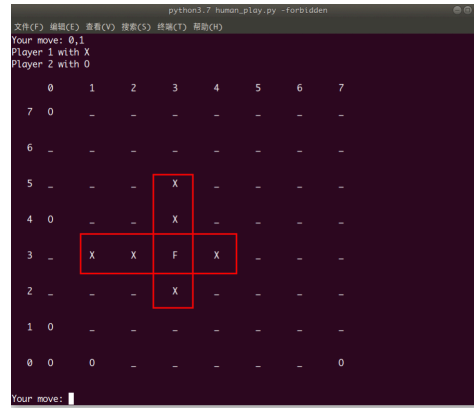 python3.7 human_play.py -forbidden
文件(F) 编辑(E) 查看(V) 搜索(S) 终端(T) 帮助(H)
Your move: 0,1
Player 1 with X
Player 2 with O
0 1 2 3 4 5 6 7
7 O _ _ _ _ _ _ _
6 _ _ _ _ _ _ _ _
5 _ _ _ X _ _ _ _
4 O _ _ X _ _ _ _
3 _ X X F X _ _ _
2 _ _ _ X _ _ _ _
1 O _ _ _ _ _ _ _
0 O O _ _ _ _ _ O
Your move: